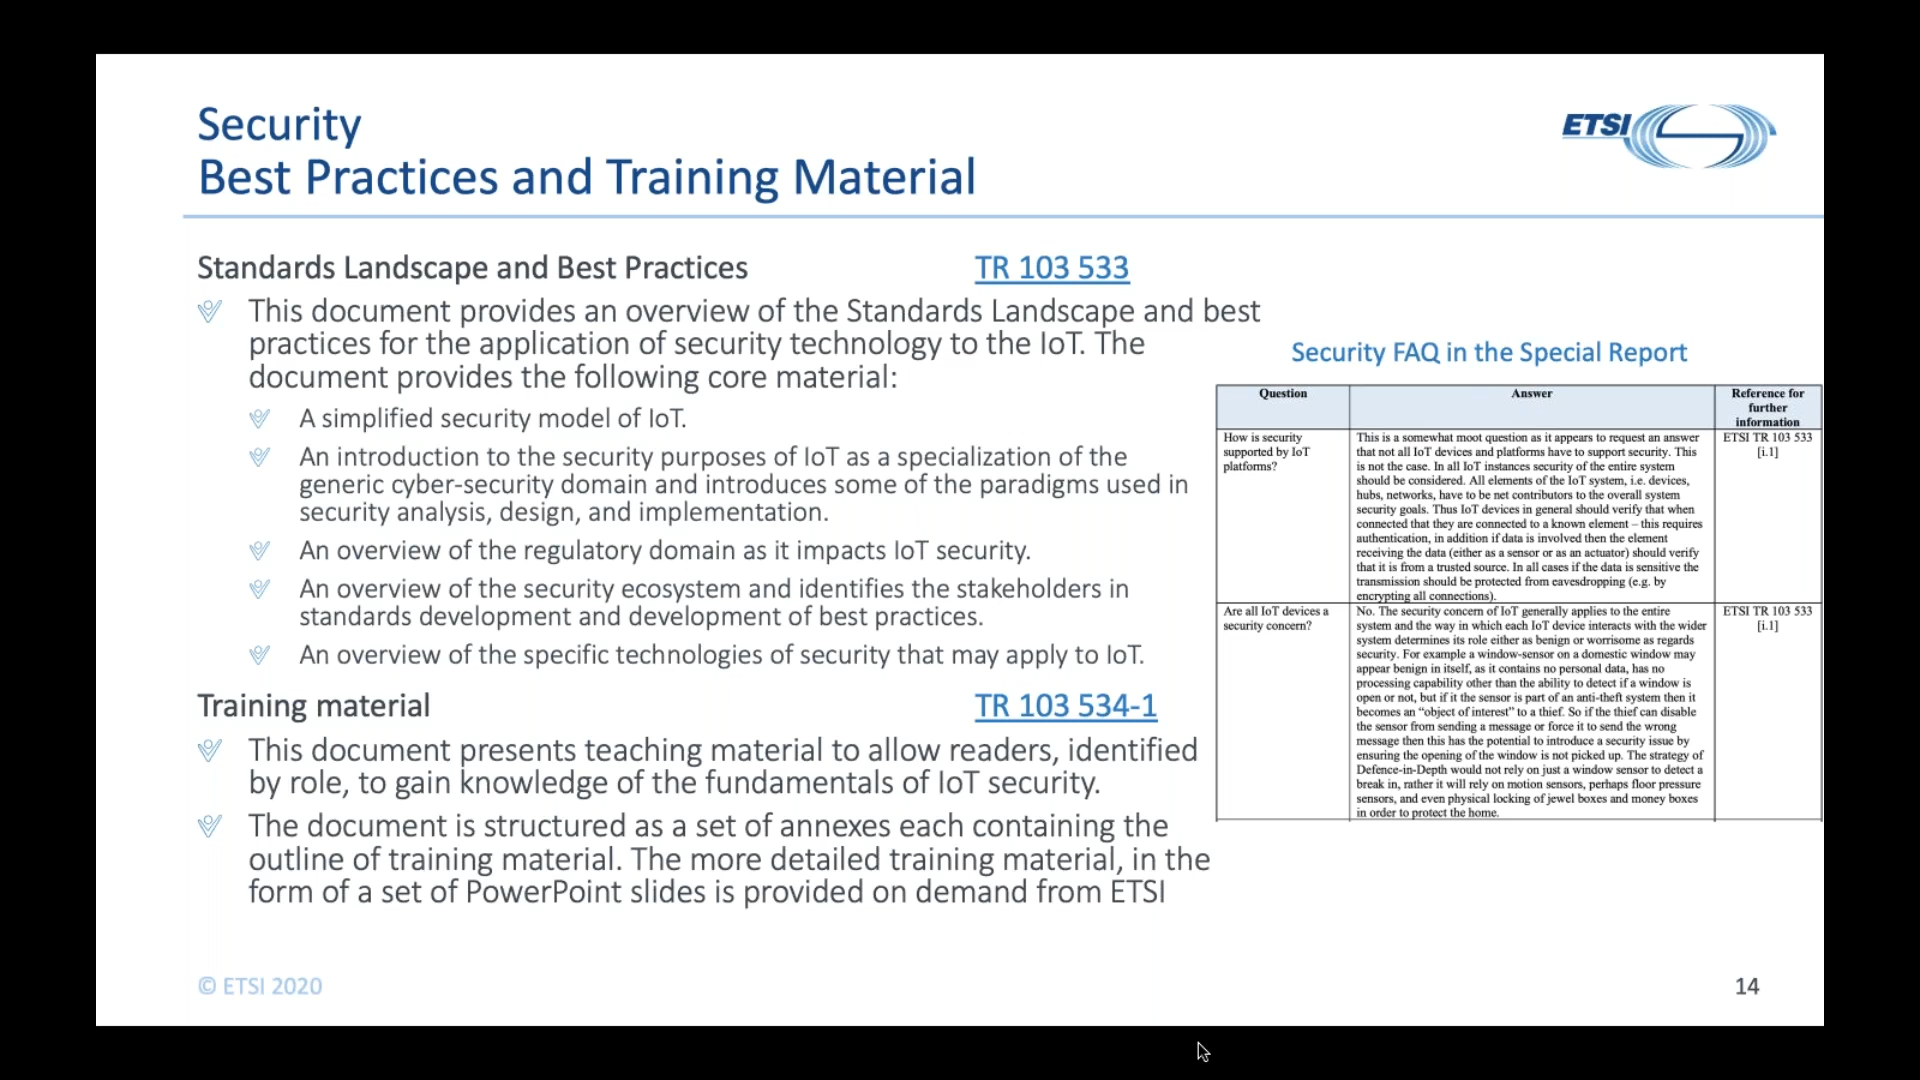 Security
Best Practices and Training Material
ETSI
Standards Landscape and Best Practices TR 103 533
This document provides an overview of the Standards Landscape and best
practices for the application of security technology to the IoT. The
document provides the following core material:
A simplified security model of IoT.
An introduction to the security purposes of IoT as a specialization of the
generic cyber-security domain and introduces some of the paradigms used in
security analysis, design, and implementation.
An overview of the regulatory domain as it impacts IoT security.
An overview of the security ecosystem and identifies the stakeholders in
standards development and development of best practices.
An overview of the specific technologies of security that may apply to IoT.
Training material TR 103 534-1
This document presents teaching material to allow readers, identified
by role, to gain knowledge of the fundamentals of IoT security.
The document is structured as a set of annexes each containing the
outline of training material. The more detailed training material, in the
form of a set of PowerPoint slides is provided on demand from ETSI
Security FAQ in the Special Report
Question
Answer
Reference for
further
information
How is security
supported by IoT
platforms?
This is a somewhat moot question as it appears to request an answer
that not all IoT devices and platforms have to support security. This
is not the case. In all IoT instances security of the entire system
should be considered. All elements of the IoT system, i.e. devices,
hubs, networks, have to be net contributors to the overall system
security goals. Thus IoT devices in general should verify that when
connected that they are connected to a known element – this requires
authentication, in addition if data is involved then the element
receiving the data (either as a sensor or as an actuator) should verify
that it is from a trusted source. In all cases if the data is sensitive the
transmission should be protected from eavesdropping (e.g. by
encrypting all connections).
ETSI TR 103 533
[i.1]
Are all IoT devices a
security concern?
No. The security concern of IoT generally applies to the entire
system and the way in which each IoT device interacts with the wider
system determines its role either as benign or worrisome as regards
security. For example a window-sensor on a domestic window may
appear benign in itself, as it contains no personal data, has no
processing capability other than the ability to detect if a window is
open or not, but if it the sensor is part of an anti-theft system then it
becomes an “object of interest” to a thief. So if the thief can disable
the sensor from sending a message or force it to send the wrong
message then this has the potential to introduce a security issue by
ensuring the opening of the window is not picked up. The strategy of
Defence-in-Depth would not rely on just a window sensor to detect a
break in, rather it will rely on motion sensors, perhaps floor pressure
sensors, and even physical locking of jewel boxes and money boxes
in order to protect the home.
ETSI TR 103 533
[i.1]
© ETSI 2020
14